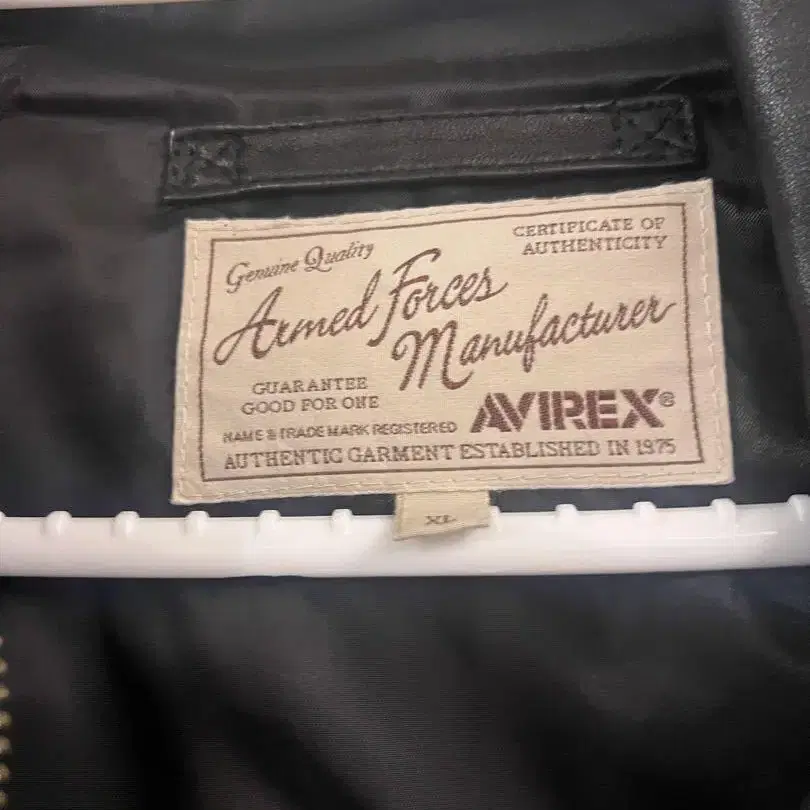 Genuine Quality
CERTIFICATE OF
AUTHENTICITY
Armed Forces
Manufacturer
GUARANTEE
GOOD FOR ONE
AVIREX®
NAME & TRADE MARK REGISTERED
AUTHENTIC GARMENT ESTABLISHED IN 1975
XL